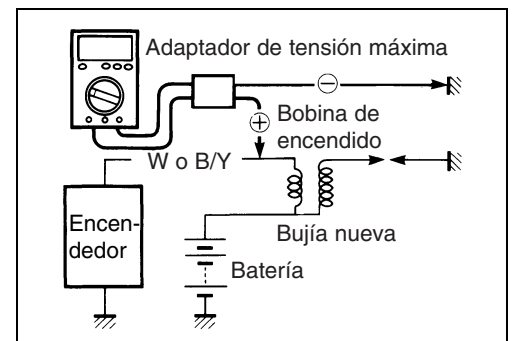 Adaptador de tensión máxima
Bobina de
encendido
W o B/Y
Encen-
dedor
Bujía nueva
Batería